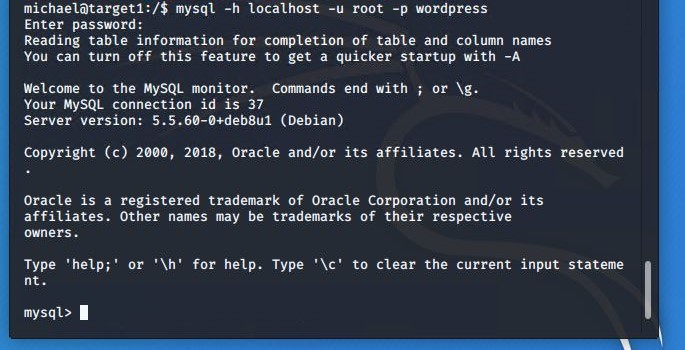 michael@target1:/$ mysql -h localhost -u root -p wordpress
Enter password:
Reading table information for completion of table and column names
You can turn off this feature to get a quicker startup with -A
Welcome to the MySQL monitor.  Commands end with ; or \g.
Your MySQL connection id is 37
Server version: 5.5.60-0+deb8u1 (Debian)
Copyright (c) 2000, 2018, Oracle and/or its affiliates. All rights reserved
.
Oracle is a registered trademark of Oracle Corporation and/or its
affiliates. Other names may be trademarks of their respective
owners.
Type 'help;' or '\h' for help. Type '\c' to clear the current input stateme
nt.
mysql>